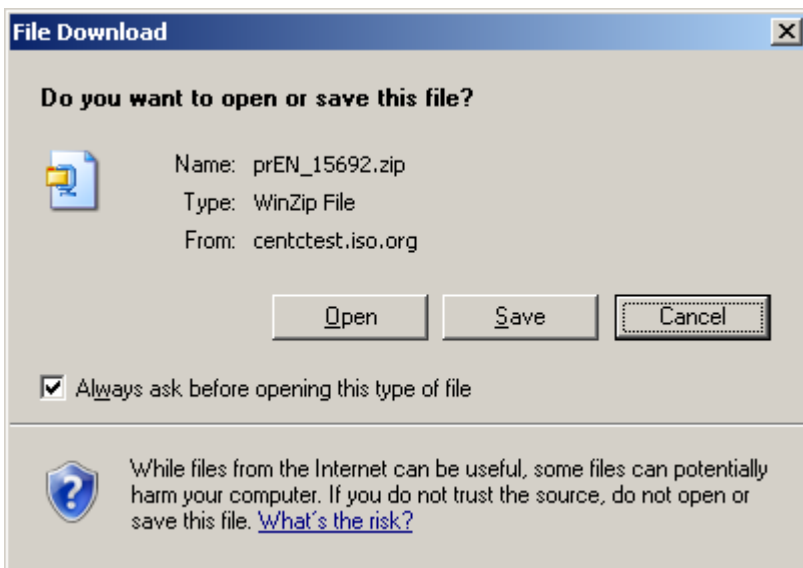 File Download
Do you want to open or save this file?
Name: prEN_15692.zip
Type: WinZip File
From: centctest.iso.org
Open Save Cancel
Always ask before opening this type of file
While files from the Internet can be useful, some files can potentially
harm your computer. If you do not trust the source, do not open or
save this file. What's the risk?